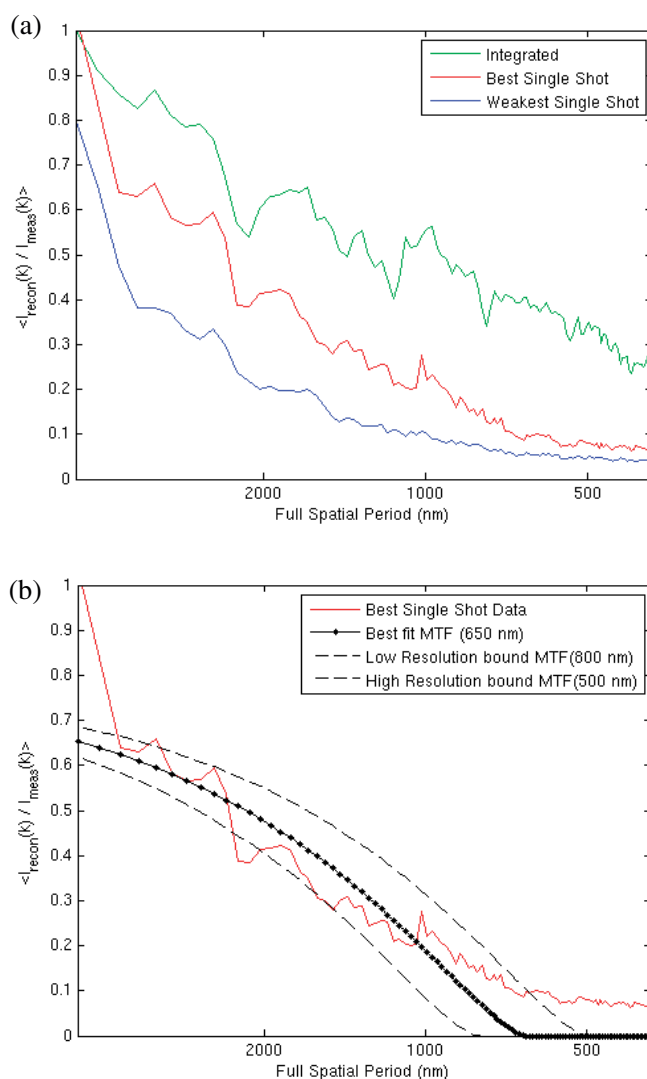 (a)
1
0.9
0.8
0.7
0.6
0.5
0.4
0.3
0.2
0.1
0
<I_recon(k) / I_meas(k)>
Integrated
Best Single Shot
Weakest Single Shot
2000 1000 500
Full Spatial Period (nm)
(b)
1
0.9
0.8
0.7
0.6
0.5
0.4
0.3
0.2
0.1
0
<I_recon(k) / I_meas(k)>
Best Single Shot Data
Best fit MTF (650 nm)
Low Resolution bound MTF(800 nm)
High Resolution bound MTF(500 nm)
2000 1000 500
Full Spatial Period (nm)